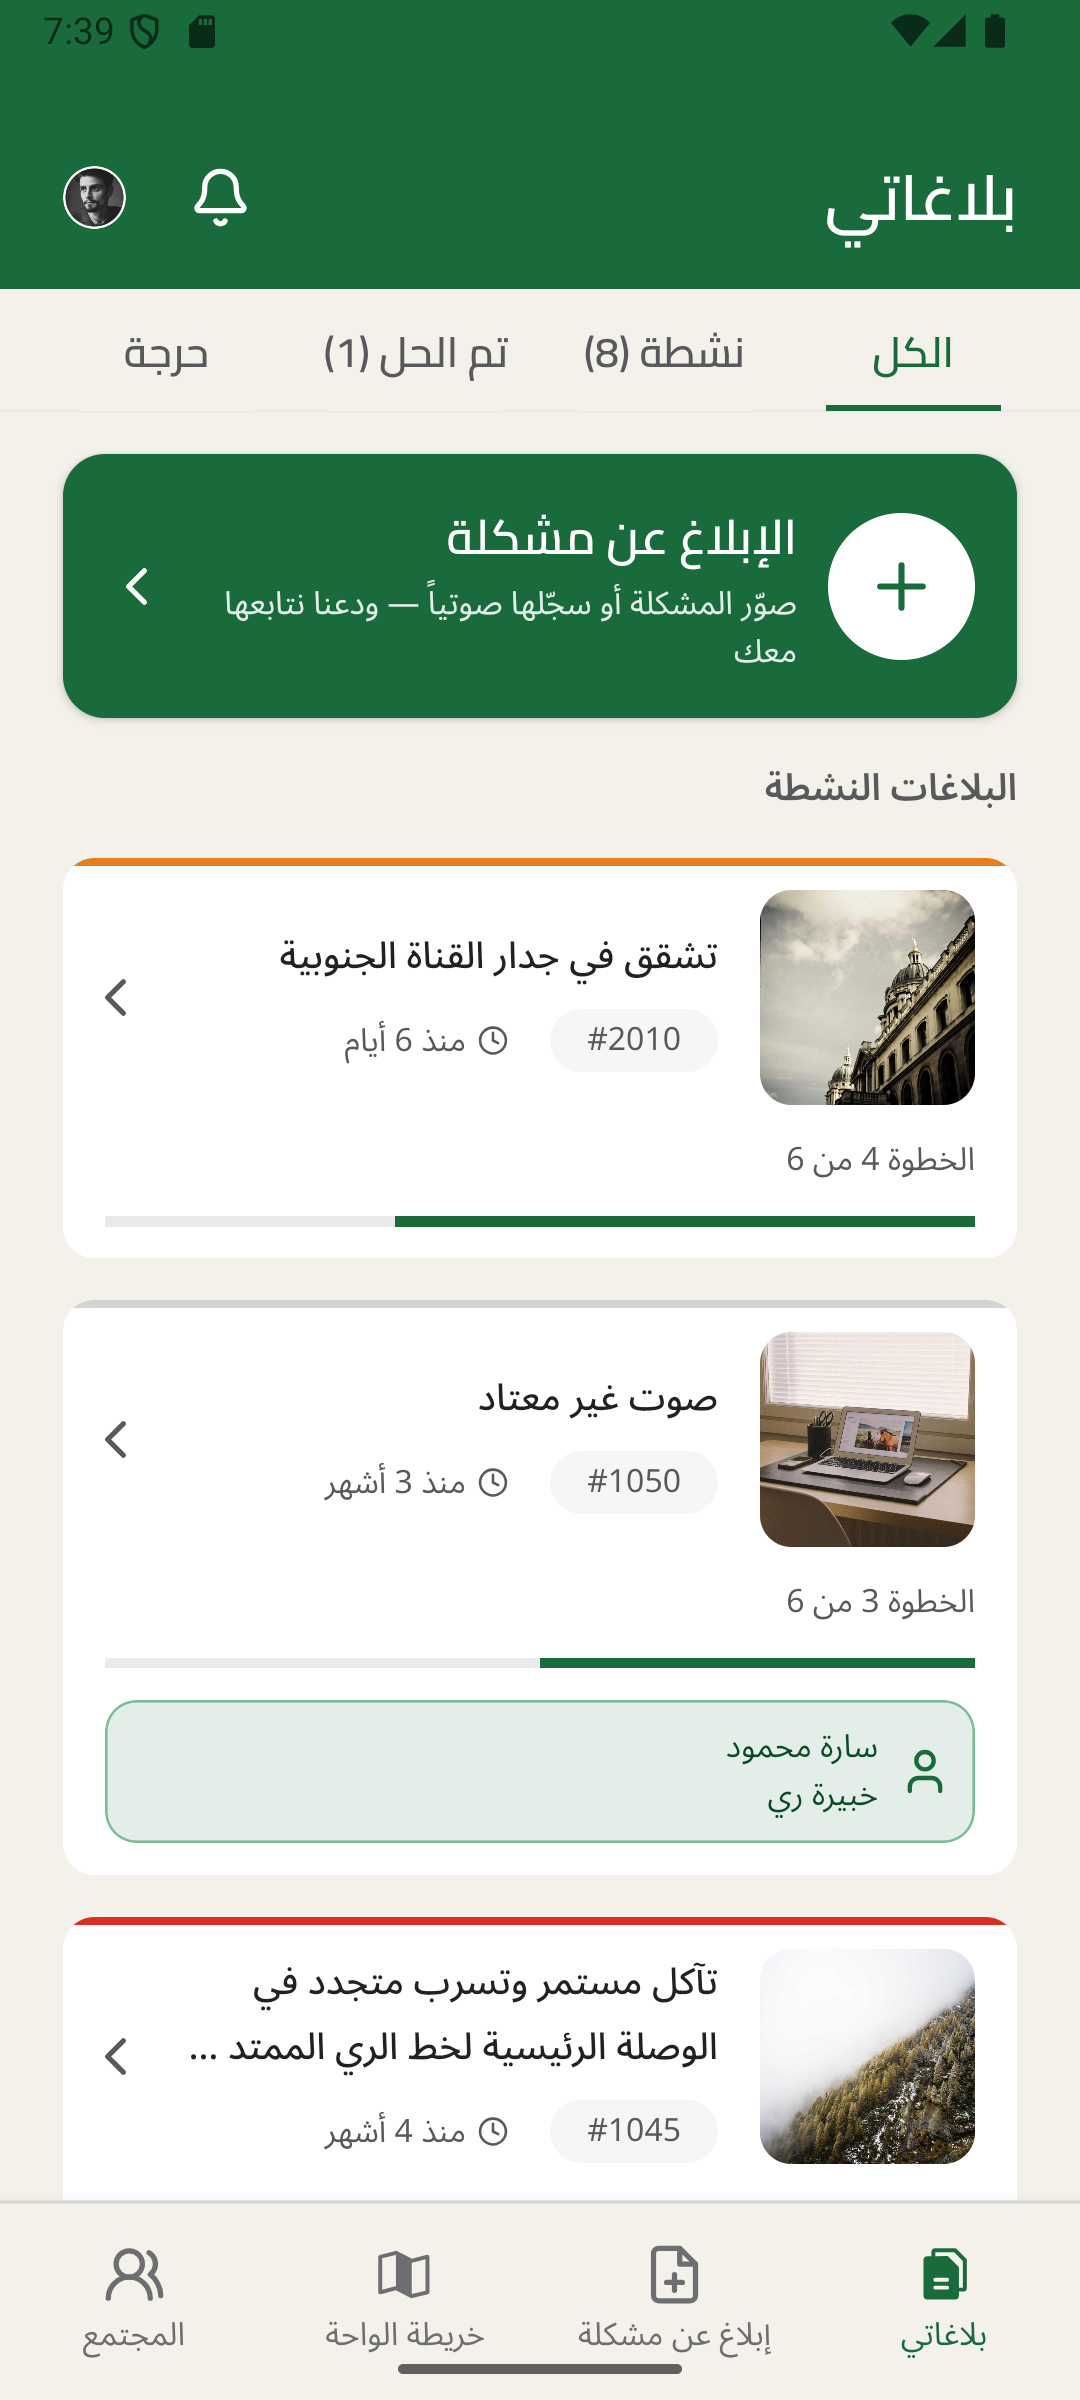 7:39
بلاغاتي
الكل
نشطة (8)
تم الحل (1)
حرجة
الإبلاغ عن مشكلة
صوّر المشكلة أو سجّلها صوتياً — ودعنا نتابعها
معك
البلاغات النشطة
تشقق في جدار القناة الجنوبية
#2010
منذ 6 أيام
الخطوة 4 من 6
صوت غير معتاد
#1050
منذ 3 أشهر
الخطوة 3 من 6
سارة محمود
خبيرة ري
تآكل مستمر وتسرب متجدد في
الوصلة الرئيسية لخط الري الممتد ...
#1045
منذ 4 أشهر
بلاغاتي
إبلاغ عن مشكلة
خريطة الواحة
المجتمع